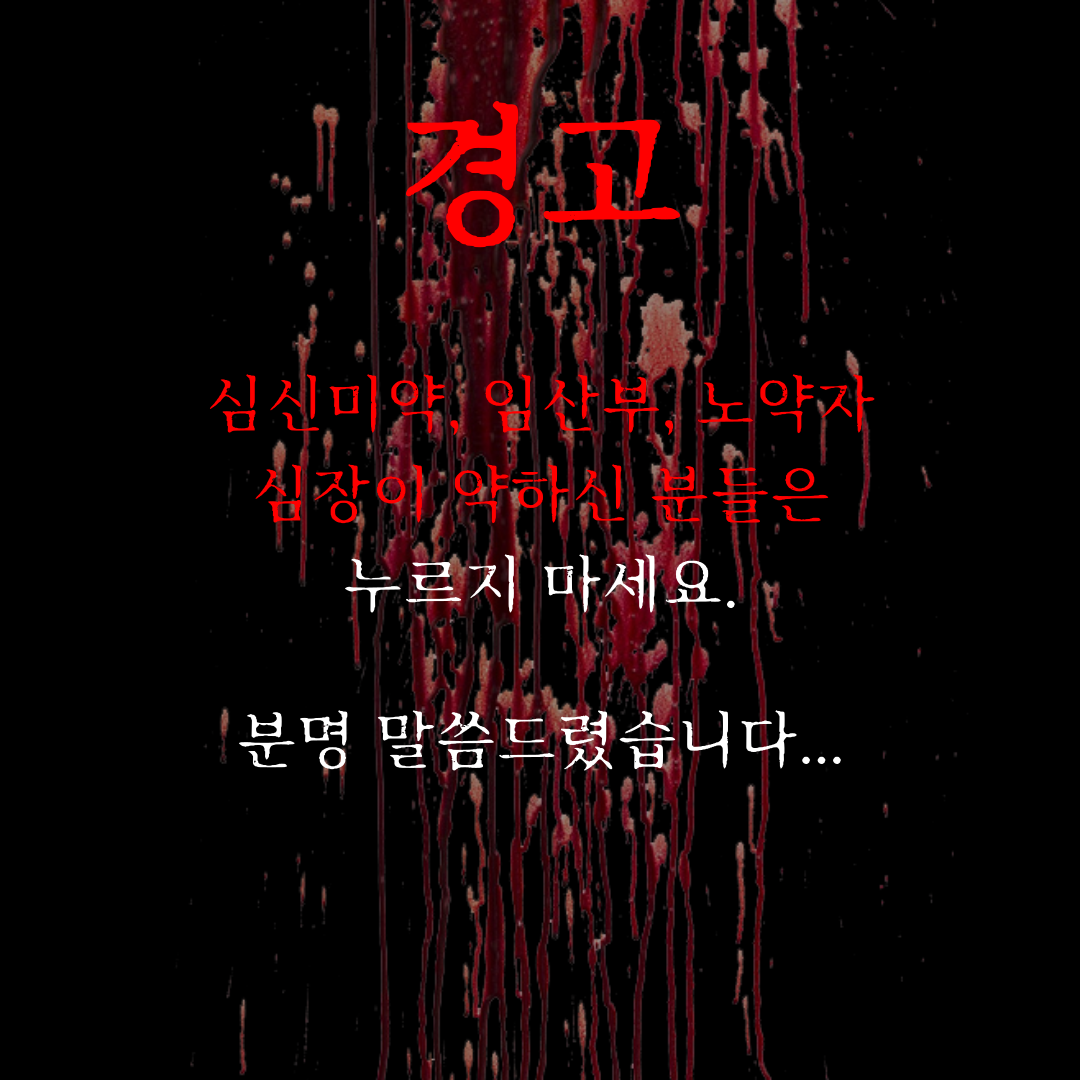 경고
심신미약, 임산부, 노약자
심장이 약하신 분들은
누르지 마세요.
분명 말씀드렸습니다...